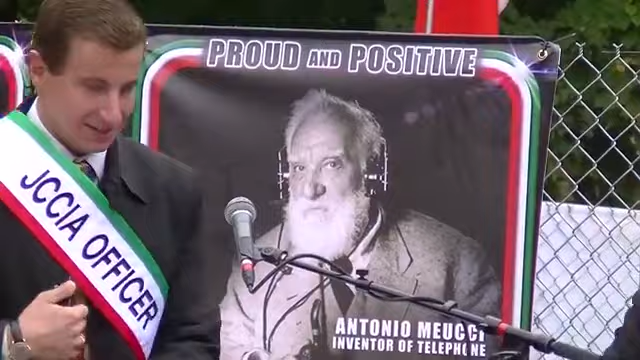 PROUD AND POSITIVE
JCCIA OFFICER
ANTONIO MEUCCI
INVENTOR OF TELEPHONE